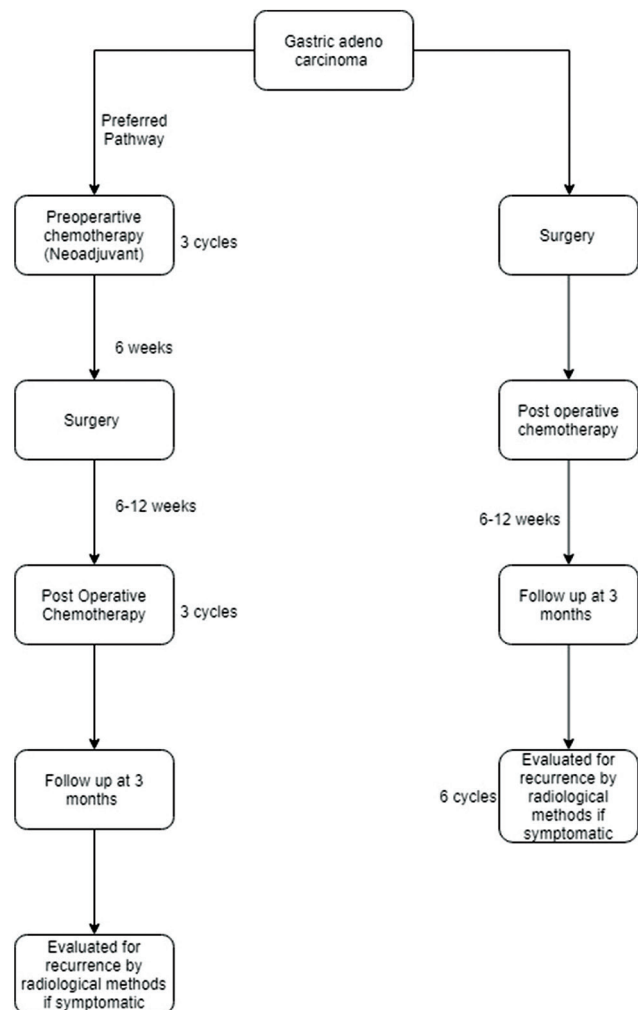 Gastric adeno
carcinoma
Preferred
Pathway
Preoperartive
chemotherapy
(Neoadjuvant)
3 cycles
Surgery
6 weeks
Surgery
Post operative
chemotherapy
6-12 weeks
6-12 weeks
Post Operative
Chemotherapy
3 cycles
Follow up at 3
months
Follow up at 3
months
6 cycles
Evaluated for
recurrence by
radiological
methods if
symptomatic
Evaluated for
recurrence by
radiological methods
if symptomatic